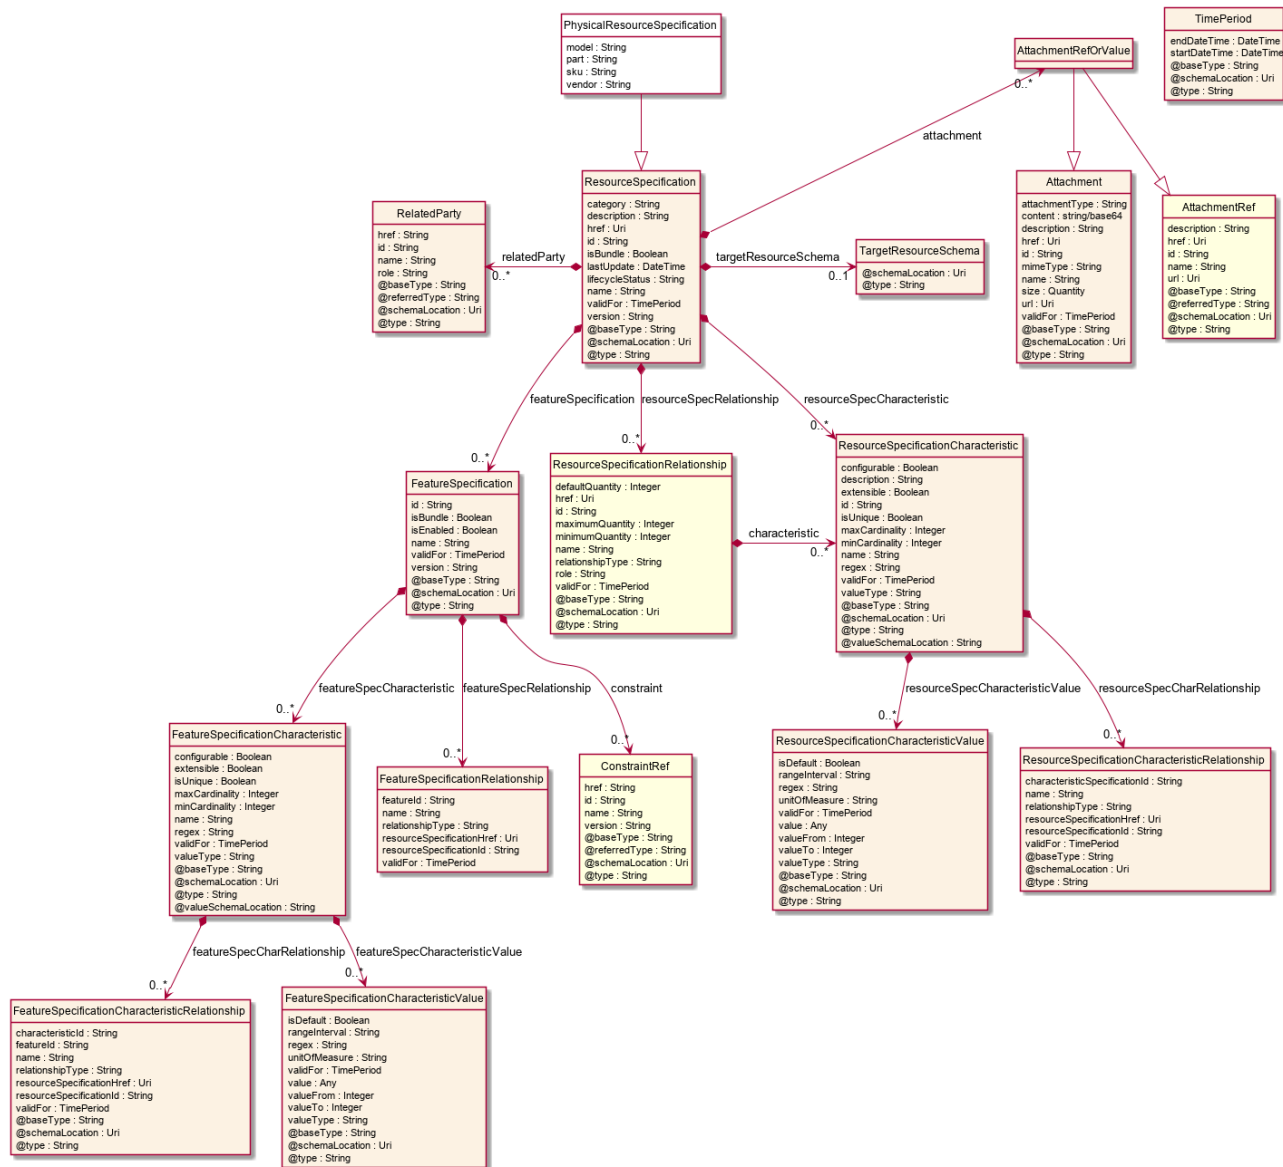 PhysicalResourceSpecification
model : String
part : String
sku : String
vendor : String
AttachmentRefOrValue
TimePeriod
endDateTime : DateTime
startDateTime : DateTime
@baseType : String
@schemaLocation : Uri
@type : String
0..*
attachment
ResourceSpecification
category : String
description : String
href : Uri
id : String
isBundle : Boolean
lastUpdate : DateTime
lifecycleStatus : String
name : String
validFor : TimePeriod
version : String
@baseType : String
@schemaLocation : Uri
@type : String
RelatedParty
href : String
id : String
name : String
role : String
@baseType : String
@referredType : String
@schemaLocation : Uri
@type : String
relatedParty
0..*
targetResourceSchema
0..1
TargetResourceSchema
@schemaLocation : Uri
@type : String
Attachment
attachmentType : String
content : string/base64
description : String
href : Uri
id : String
mimeType : String
name : String
size : Quantity
url : Uri
validFor : TimePeriod
@baseType : String
@schemaLocation : Uri
@type : String
AttachmentRef
description : String
href : Uri
id : String
name : String
url : Uri
@baseType : String
@referredType : String
@schemaLocation : Uri
@type : String
featureSpecification
0..*
resourceSpecRelationship
0..*
resourceSpecCharacteristic
0..*
FeatureSpecification
id : String
isBundle : Boolean
isEnabled : Boolean
name : String
validFor : TimePeriod
version : String
@baseType : String
@schemaLocation : Uri
@type : String
ResourceSpecificationRelationship
defaultQuantity : Integer
href : Uri
id : String
maximumQuantity : Integer
minimumQuantity : Integer
name : String
relationshipType : String
role : String
validFor : TimePeriod
@baseType : String
@schemaLocation : Uri
@type : String
characteristic
0..*
ResourceSpecificationCharacteristic
configurable : Boolean
description : String
extensible : Boolean
id : String
isUnique : Boolean
maxCardinality : Integer
minCardinality : Integer
name : String
regex : String
validFor : TimePeriod
valueType : String
@baseType : String
@schemaLocation : Uri
@type : String
@valueSchemaLocation : String
featureSpecCharacteristic
0..*
featureSpecRelationship
0..*
constraint
0..*
resourceSpecCharacteristicValue
0..*
resourceSpecCharRelationship
0..*
FeatureSpecificationCharacteristic
configurable : Boolean
extensible : Boolean
isUnique : Boolean
maxCardinality : Integer
minCardinality : Integer
name : String
regex : String
validFor : TimePeriod
valueType : String
@baseType : String
@schemaLocation : Uri
@type : String
@valueSchemaLocation : String
FeatureSpecificationRelationship
featureId : String
name : String
relationshipType : String
resourceSpecificationHref : Uri
resourceSpecificationId : String
validFor : TimePeriod
ConstraintRef
href : String
id : String
name : String
version : String
@baseType : String
@referredType : String
@schemaLocation : Uri
@type : String
ResourceSpecificationCharacteristicValue
isDefault : Boolean
rangeInterval : String
regex : String
unitOfMeasure : String
validFor : TimePeriod
value : Any
valueFrom : Integer
valueTo : Integer
valueType : String
@baseType : String
@schemaLocation : Uri
@type : String
ResourceSpecificationCharacteristicRelationship
characteristicSpecificationId : String
name : String
relationshipType : String
resourceSpecificationHref : Uri
resourceSpecificationId : String
validFor : TimePeriod
@baseType : String
@schemaLocation : Uri
@type : String
featureSpecCharRelationship
0..*
featureSpecCharacteristicValue
0..*
FeatureSpecificationCharacteristicRelationship
characteristicId : String
featureId : String
name : String
relationshipType : String
resourceSpecificationHref : Uri
resourceSpecificationId : String
validFor : TimePeriod
@baseType : String
@schemaLocation : Uri
@type : String
FeatureSpecificationCharacteristicValue
isDefault : Boolean
rangeInterval : String
regex : String
unitOfMeasure : String
validFor : TimePeriod
value : Any
valueFrom : Integer
valueTo : Integer
valueType : String
@baseType : String
@schemaLocation : Uri
@type : String